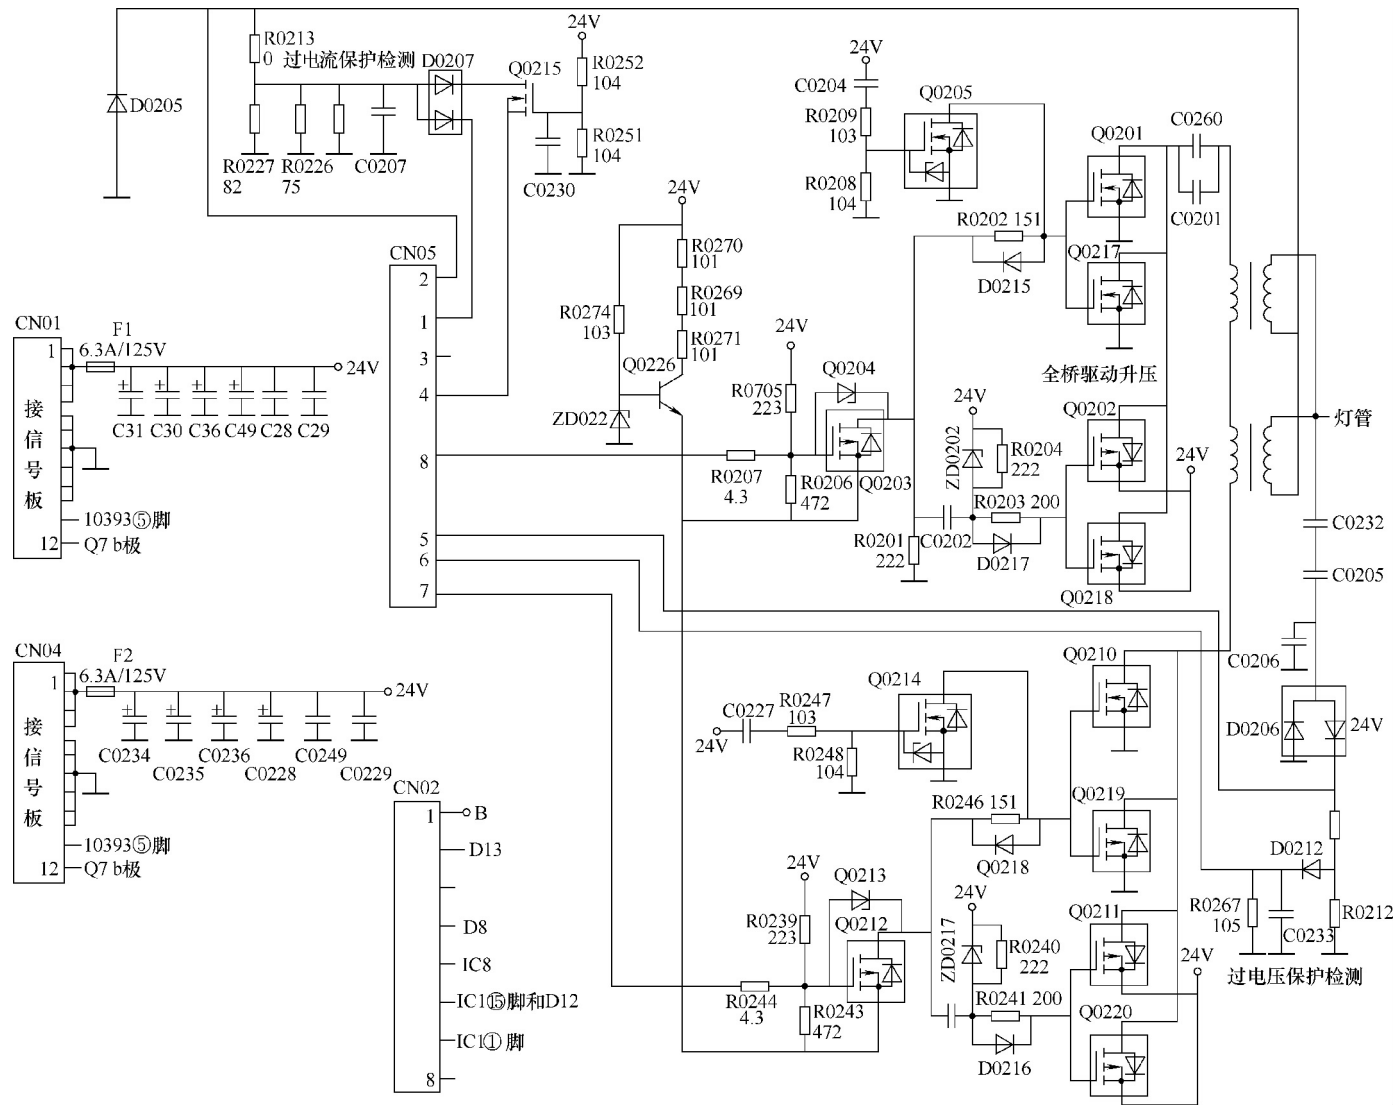 24V
R0213
0 过电流保护检测 D0207
Q0215
R0252
104
D0205
R0251
104
R0227
82
R0226
75
C0207
C0230
24V
C0204
R0209
103
R0208
104
Q0205
Q0201
C0260
C0201
R0202 151
D0215
Q0217
24V
R0270
101
R0269
101
R0271
101
R0274
103
Q0226
ZD022
CN05
2
1
3
4
8
5
6
7
CN01
1
F1
6.3A/125V
24V
C31
C30
C36
C49
C28
C29
接信号板
10393⑤脚
12
Q7 b极
24V
R0705
223
Q0204
R0207
4.3
R0206
472
Q0203
全桥驱动升压
Q0202
24V
ZD0202
R0204
222
24V
R0203 200
R0201
222
C0202
D0217
Q0218
灯管
C0232
C0205
C0206
D0206
24V
CN04
1
F2
6.3A/125V
24V
C0234
C0235
C0236
C0228
C0249
C0229
接信号板
10393⑤脚
12
Q7 b极
CN02
1
B
D13
D8
IC8
IC1⑮脚和D12
IC1①脚
8
C0227
24V
R0247
103
R0248
104
Q0214
Q0210
R0246 151
Q0218
Q0219
24V
R0239
223
Q0213
Q0212
R0244
4.3
R0243
472
24V
ZD0217
R0240
222
R0241 200
D0216
Q0211
24V
Q0220
D0212
R0267
105
C0233
R0212
过电压保护检测